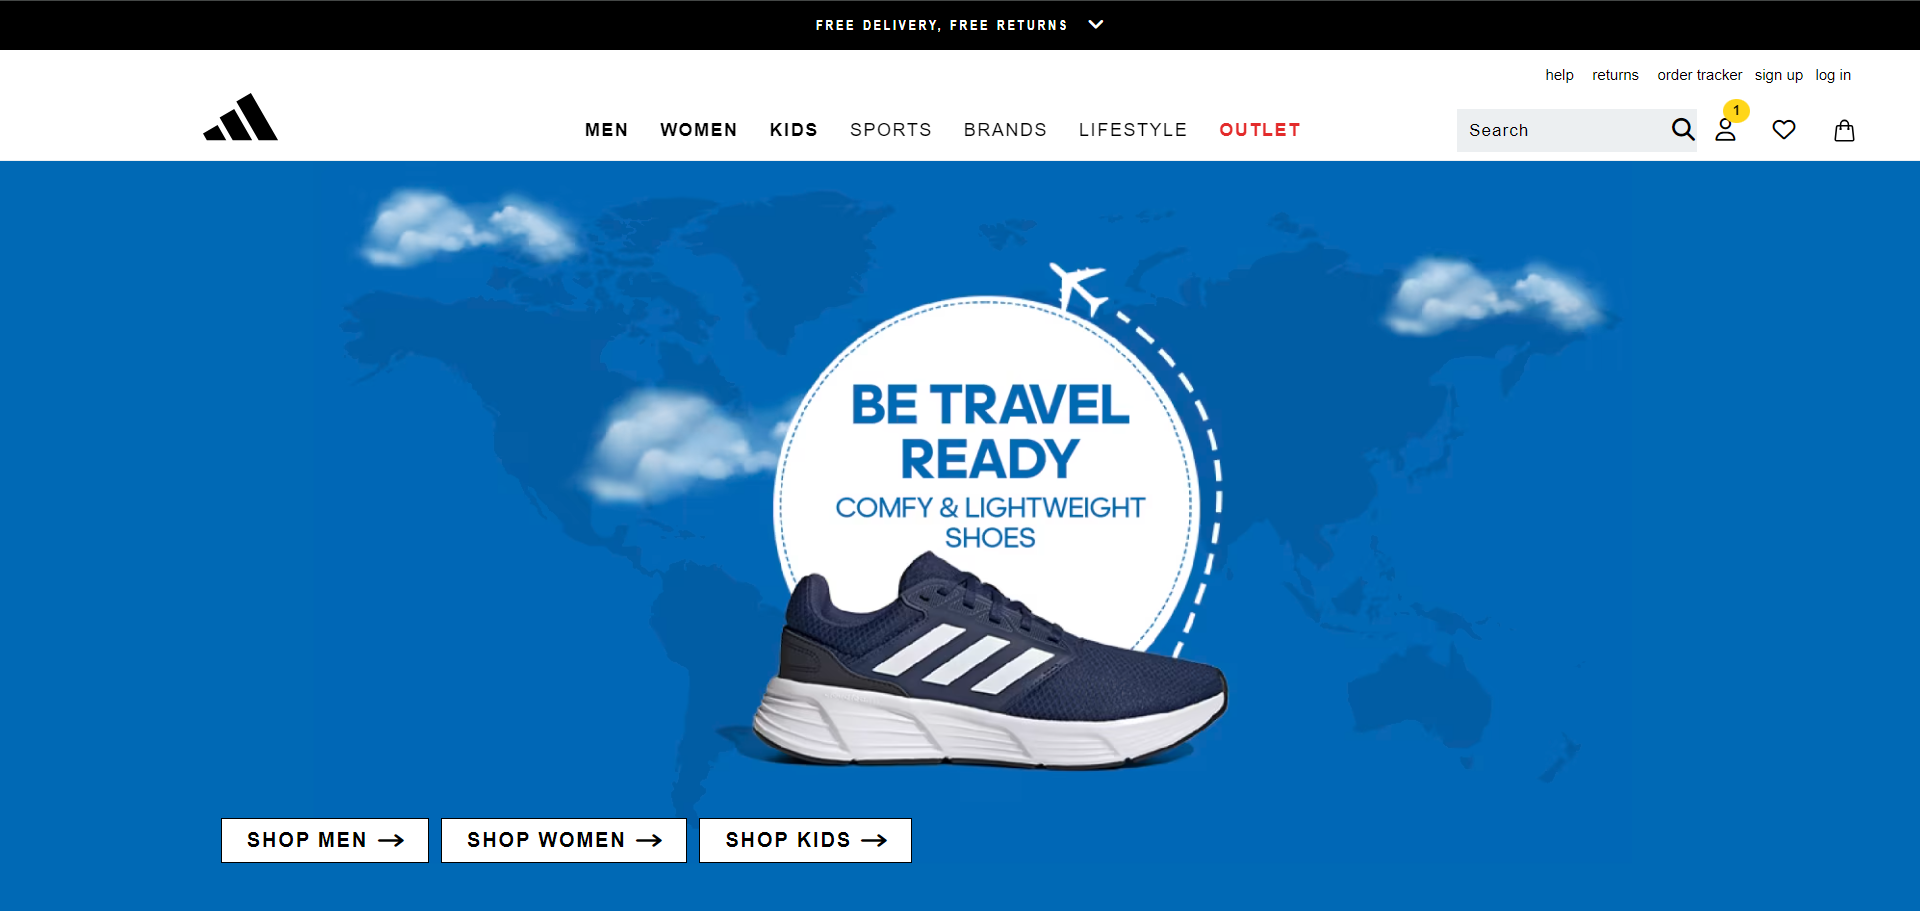 FREE DELIVERY, FREE RETURNS
help returns order tracker sign up log in
MEN WOMEN KIDS SPORTS BRANDS LIFESTYLE OUTLET
Search
1
BE TRAVEL
READY
COMFY & LIGHTWEIGHT
SHOES
SHOP MEN SHOP WOMEN SHOP KIDS